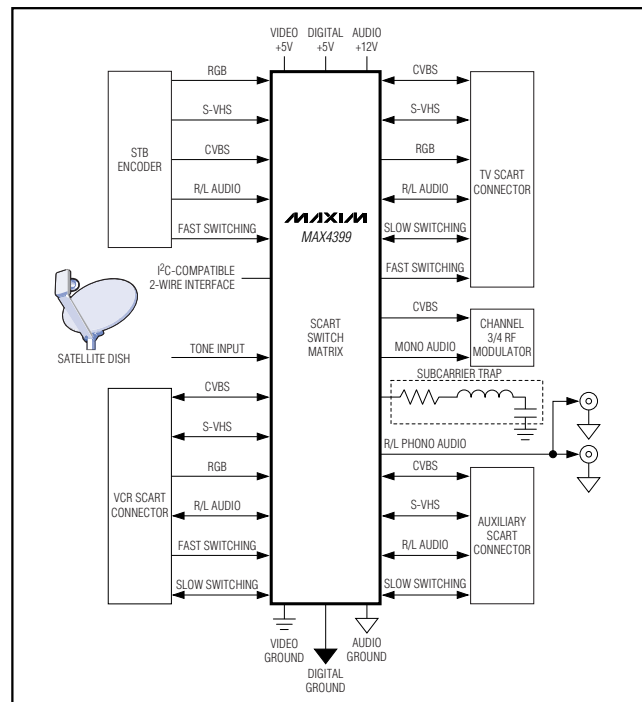 VIDEO
+5V
DIGITAL
+5V
AUDIO
+12V
STB
ENCODER
RGB
S-VHS
CVBS
R/L AUDIO
FAST SWITCHING
I²C-COMPATIBLE
2-WIRE INTERFACE
SATELLITE DISH
TONE INPUT
VCR SCART
CONNECTOR
CVBS
S-VHS
RGB
R/L AUDIO
FAST SWITCHING
SLOW SWITCHING
MAXIM
MAX4399
SCART
SWITCH
MATRIX
CVBS
S-VHS
RGB
R/L AUDIO
SLOW SWITCHING
FAST SWITCHING
TV SCART
CONNECTOR
CVBS
MONO AUDIO
CHANNEL
3/4 RF
MODULATOR
SUBCARRIER TRAP
R/L PHONO AUDIO
CVBS
S-VHS
R/L AUDIO
SLOW SWITCHING
AUXILIARY
SCART
CONNECTOR
VIDEO
GROUND
DIGITAL
GROUND
AUDIO
GROUND